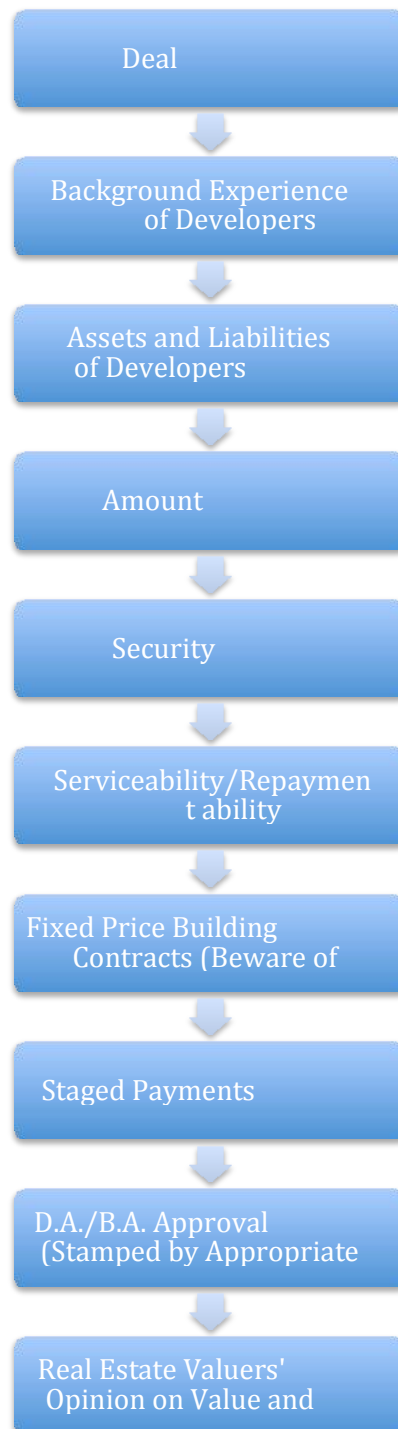 Deal
Background Experience
of Developers
Assets and Liabilities
of Developers
Amount
Security
Serviceability/Repaymen
t ability
Fixed Price Building
Contracts (Beware of
Staged Payments
D.A./B.A. Approval
(Stamped by Appropriate
Real Estate Valuers'
Opinion on Value and